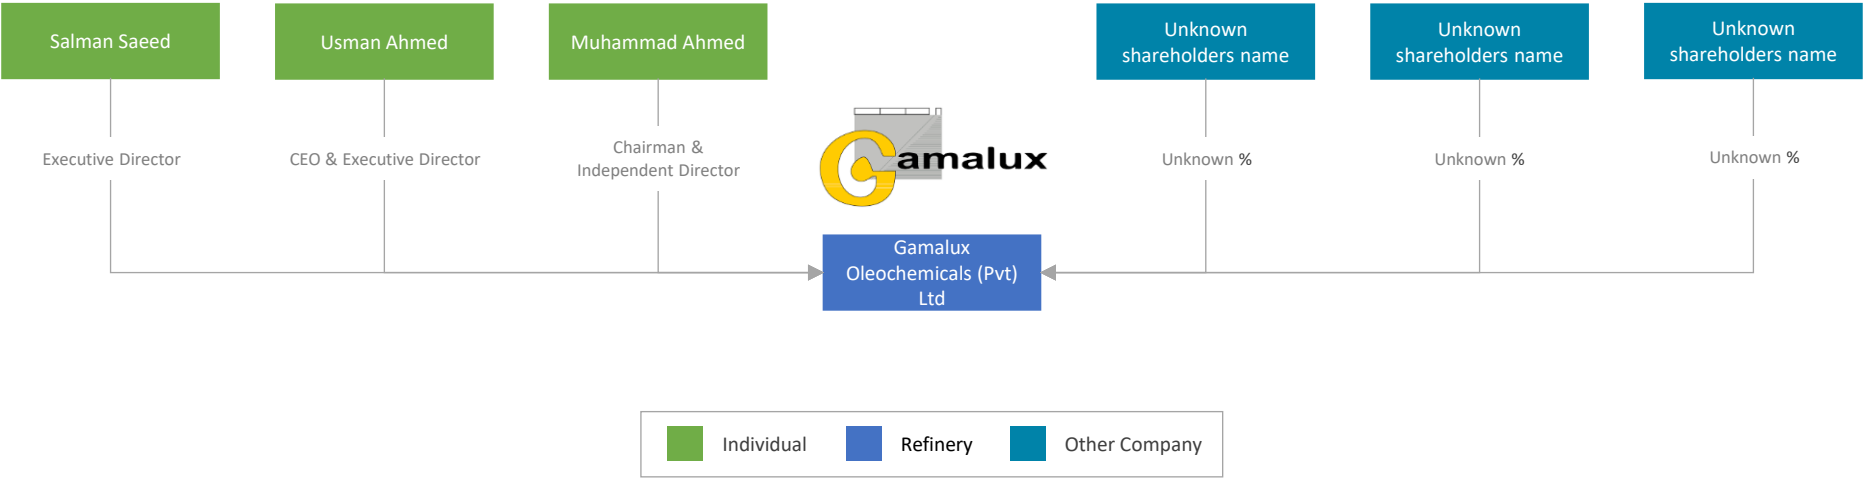 Salman Saeed
Usman Ahmed
Muhammad Ahmed
Unknown
shareholders name
Unknown
shareholders name
Unknown
shareholders name
Executive Director
CEO & Executive Director
Chairman &
Independent Director
Gamalux
Unknown %
Unknown %
Unknown %
Gamalux
Oleochemicals (Pvt)
Ltd
Individual
Refinery
Other Company